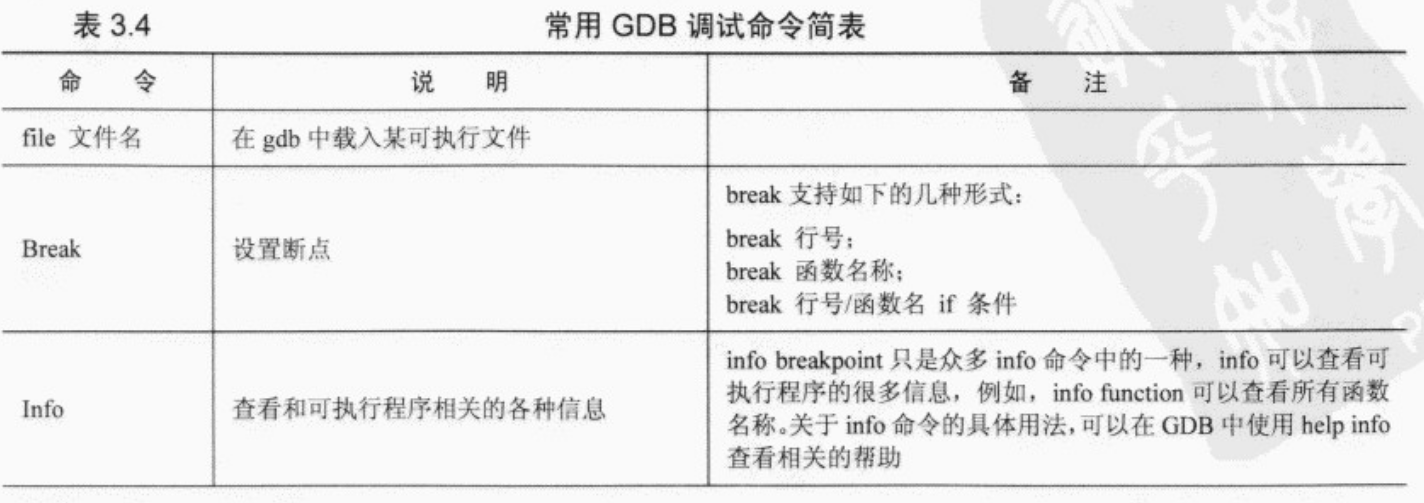 表 3.4 常用 GDB 调试命令简表
命 令 说 明 备 注
file 文件名 在 gdb 中载入某可执行文件
Break 设置断点
break 支持如下的几种形式：
break 行号；
break 函数名称；
break 行号/函数名 if 条件
Info 查看和可执行程序相关的各种信息
info breakpoint 只是众多 info 命令中的一种，info 可以查看可
执行程序的很多信息，例如，info function 可以查看所有函数
名称。关于 info 命令的具体用法，可以在 GDB 中使用 help info
查看相关的帮助